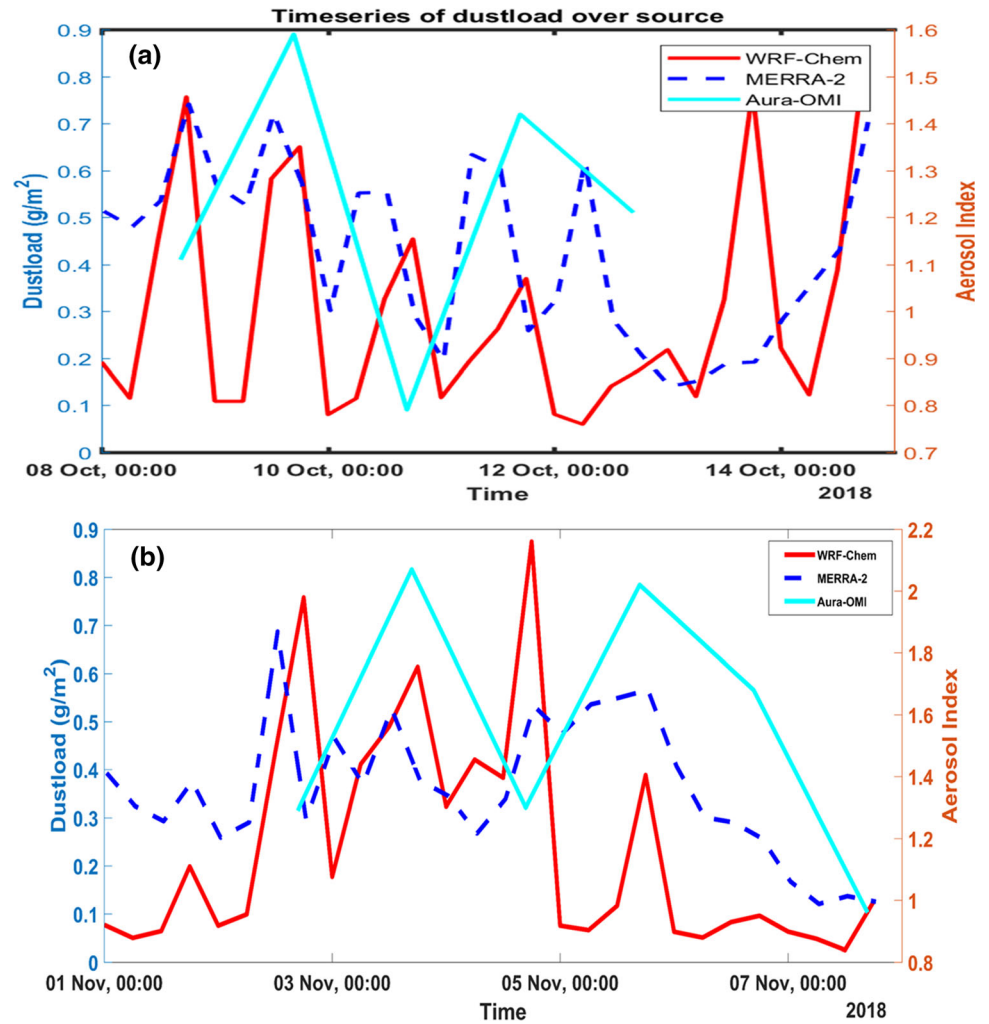 Timeseries of dustload over source
(a)
WRF-Chem
MERRA-2
Aura-OMI
Dustload (g/m²)
0.9
0.8
0.7
0.6
0.5
0.4
0.3
0.2
0.1
0
Aerosol Index
1.6
1.5
1.4
1.3
1.2
1.1
1
0.9
0.8
0.7
08 Oct, 00:00 10 Oct, 00:00 12 Oct, 00:00 14 Oct, 00:00
Time
2018
(b)
WRF-Chem
MERRA-2
Aura-OMI
Dustload (g/m²)
0.9
0.8
0.7
0.6
0.5
0.4
0.3
0.2
0.1
0
Aerosol Index
2.2
2
1.8
1.6
1.4
1.2
1
0.8
01 Nov, 00:00 03 Nov, 00:00 05 Nov, 00:00 07 Nov, 00:00
Time
2018